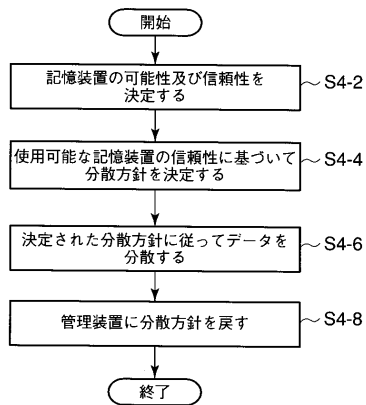 開始
記憶装置の可能性及び信頼性を
決定する
S4-2
使用可能な記憶装置の信頼性に基づいて
分散方針を決定する
S4-4
決定された分散方針に従ってデータを
分散する
S4-6
管理装置に分散方針を戻す
S4-8
終了